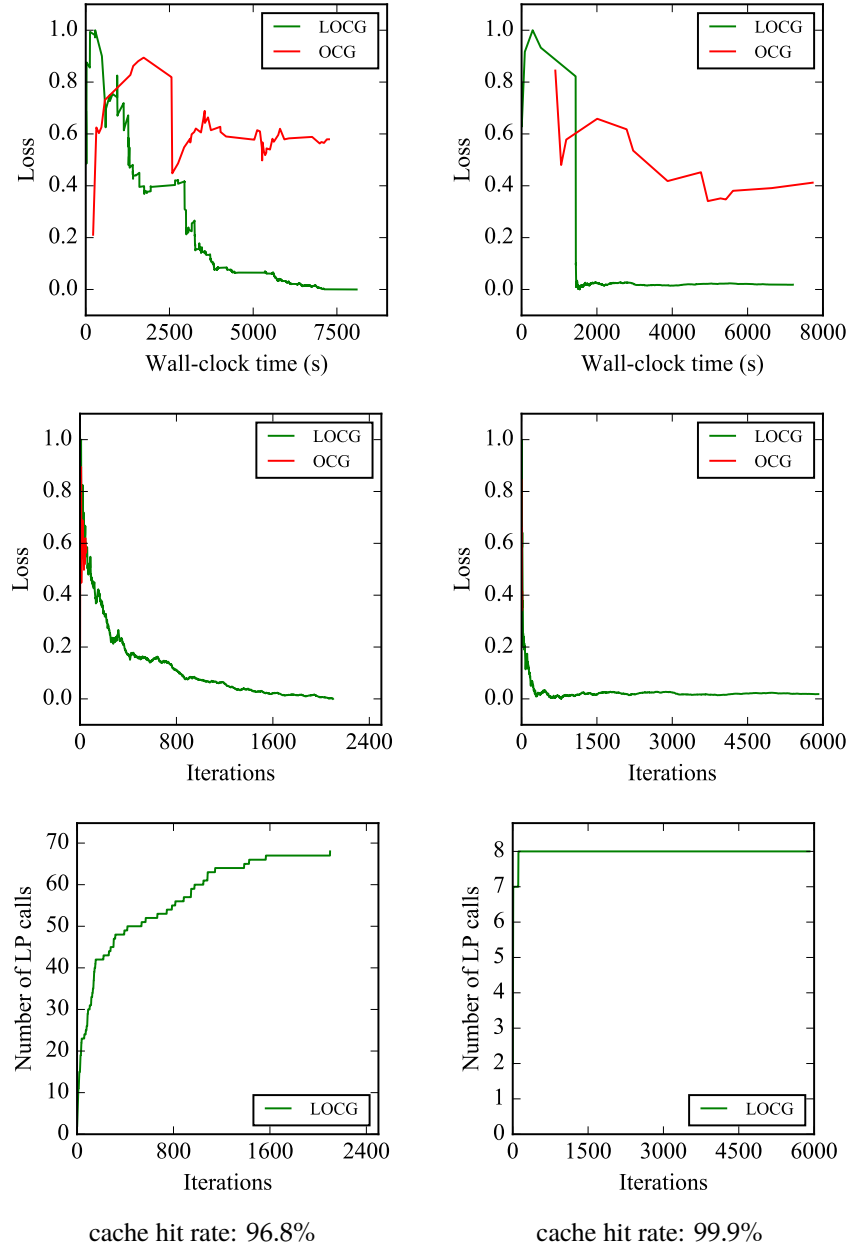 LOCG
OCG
1.0
0.8
0.6
0.4
0.2
0.0
Loss
0 2500 5000 7500
Wall-clock time (s)
LOCG
OCG
1.0
0.8
0.6
0.4
0.2
0.0
Loss
0 2000 4000 6000 8000
Wall-clock time (s)
LOCG
OCG
1.0
0.8
0.6
0.4
0.2
0.0
Loss
0 800 1600 2400
Iterations
LOCG
OCG
1.0
0.8
0.6
0.4
0.2
0.0
Loss
0 1500 3000 4500 6000
Iterations
70
60
50
40
30
20
10
0
Number of LP calls
LOCG
0 800 1600 2400
Iterations
8
7
6
5
4
3
2
1
0
Number of LP calls
LOCG
0 1500 3000 4500 6000
Iterations
cache hit rate: 96.8%
cache hit rate: 99.9%